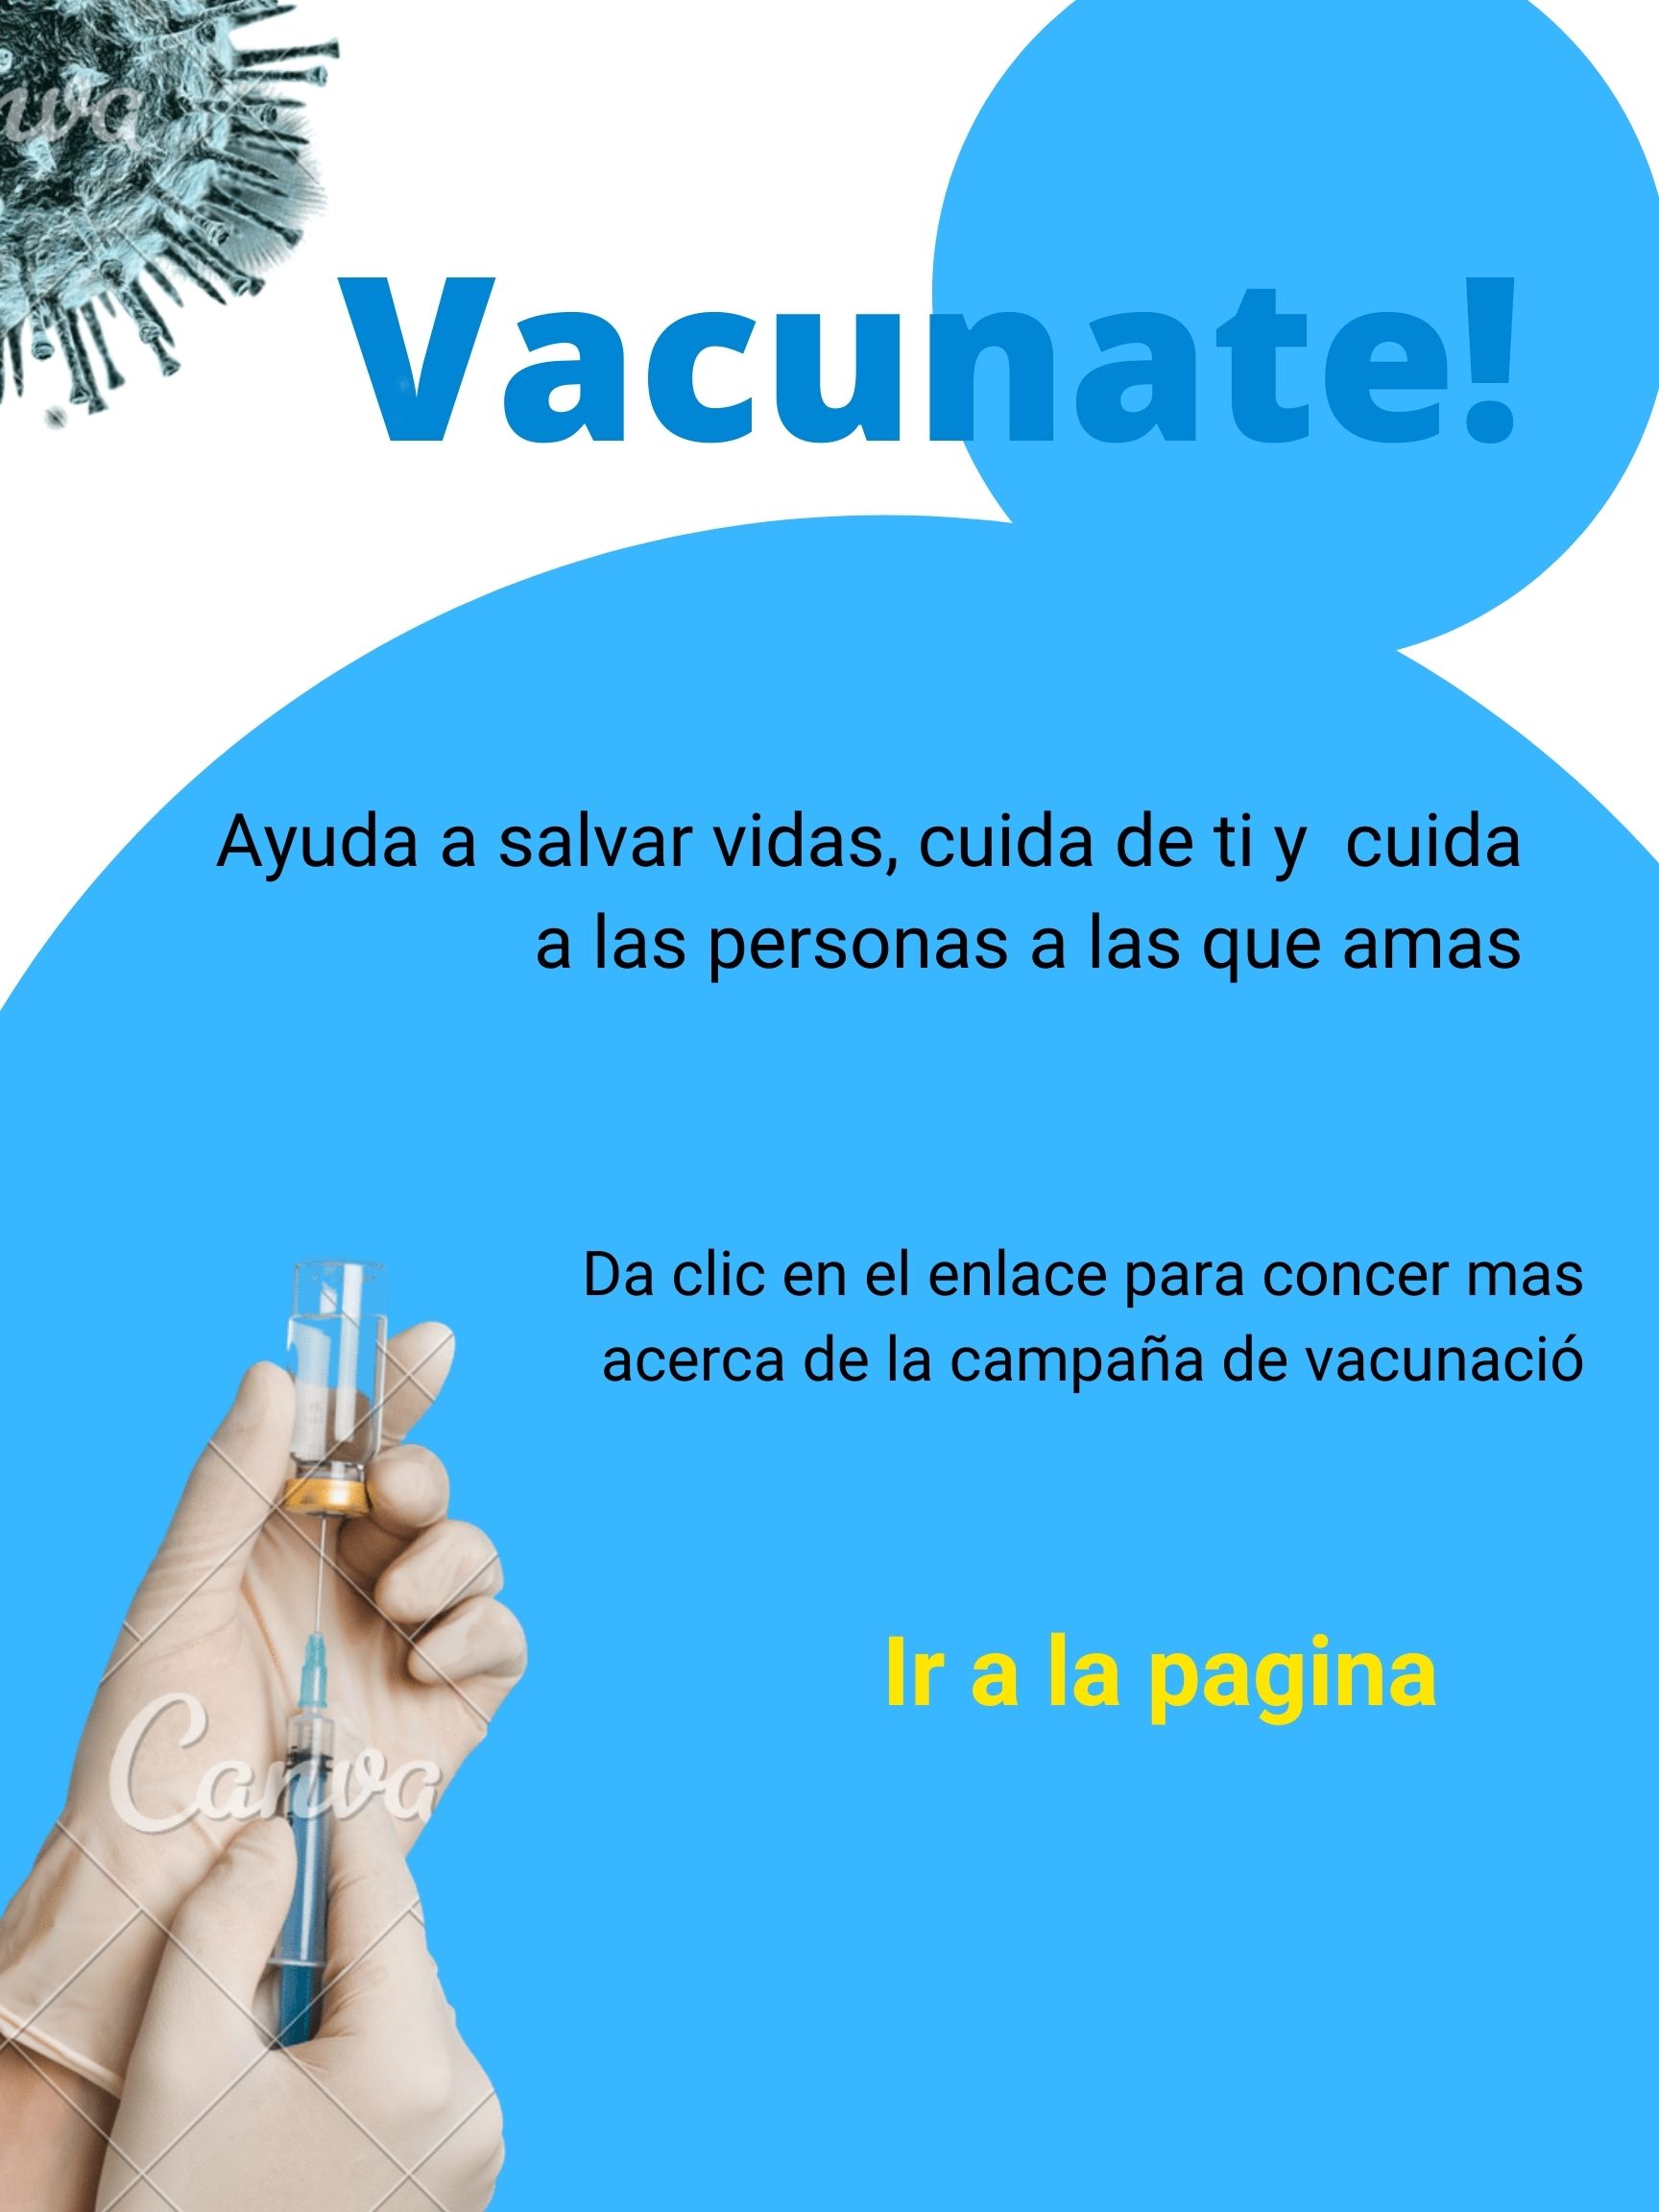 wa
Vacunate!
Ayuda a salvar vidas, cuida de ti y  cuida
a las personas a las que amas
Da clic en el enlace para concer mas
acerca de la campaña de vacunació
Ir a la pagina
Canva